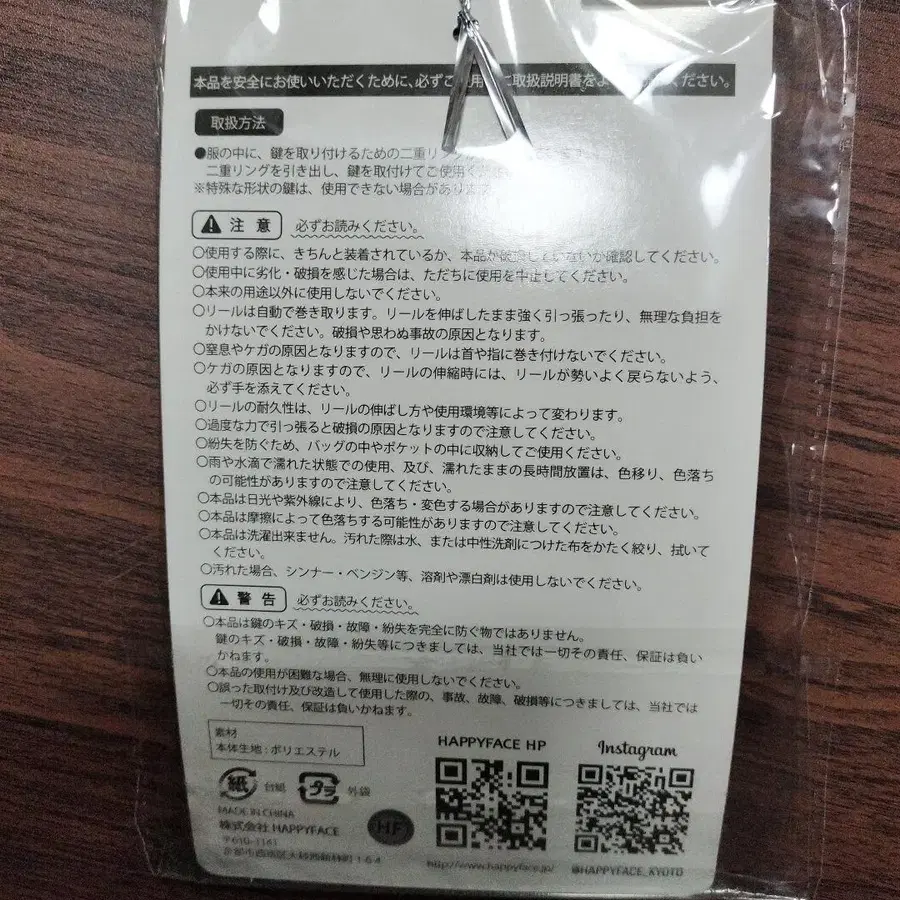 本品を安全にお使いいただくために、必ずご使用 に取扱説明書をよ ください。
取扱方法
●服の中に、鍵を取り付けるための二重リング
二重リングを引き出し、鍵を取付けてご使用く
※特殊な形状の鍵は、使用できない場合があります
注意 必ずお読みください。
○使用する際に、きちんと装着されているか、本品が破損していないか確認してください。
○使用中に劣化・破損を感じた場合は、ただちに使用を中止してください。
○本来の用途以外に使用しないでください。
○リールは自動で巻き取ります。リールを伸ばしたまま強く引っ張ったり、無理な負担を
かけないでください。破損や思わぬ事故の原因となります。
○窒息やケガの原因となりますので、リールは首や指に巻き付けないでください。
○ケガの原因となりますので、リールの伸縮時には、リールが勢いよく戻らないよう、
必ず手を添えてください。
○リールの耐久性は、リールの伸ばし方や使用環境等によって変わります。
○過度な力で引っ張ると破損の原因となりますので注意してください。
○紛失を防ぐため、バッグの中やポケットの中に収納してご使用ください。
○雨や水滴で濡れた状態での使用、及び、濡れたままの長時間放置は、色移り、色落ち
の可能性がありますので注意してください。
○本品は日光や紫外線により、色落ち・変色する場合がありますので注意してください。
○本品は摩擦によって色落ちする可能性がありますので注意してください。
○本品は洗濯出来ません。汚れた際は水、または中性洗剤につけた布をかたく絞り、拭いて
ください。
○汚れた場合、シンナー・ベンジン等、溶剤や漂白剤は使用しないでください。
警告 必ずお読みください。
○本品は鍵のキズ・破損・故障・紛失を完全に防ぐ物ではありません。
鍵のキズ・破損・故障・紛失等につきましては、当社では一切その責任、保証は負い
かねます。
○本品の使用が困難な場合、無理に使用しないでください。
○誤った取付け及び改造して使用した際の、事故、故障、破損等につきましては、当社では
一切その責任、保証は負いかねます。
素材
本体生地:ポリエステル
HAPPYFACE HP
Instagram
紙 台紙 プラ 外袋
MADE IN CHINA
株式会社 HAPPYFACE
HF
〒610-1161
http://www.happyface.jp/
@HAPPYFACE_KYOTO